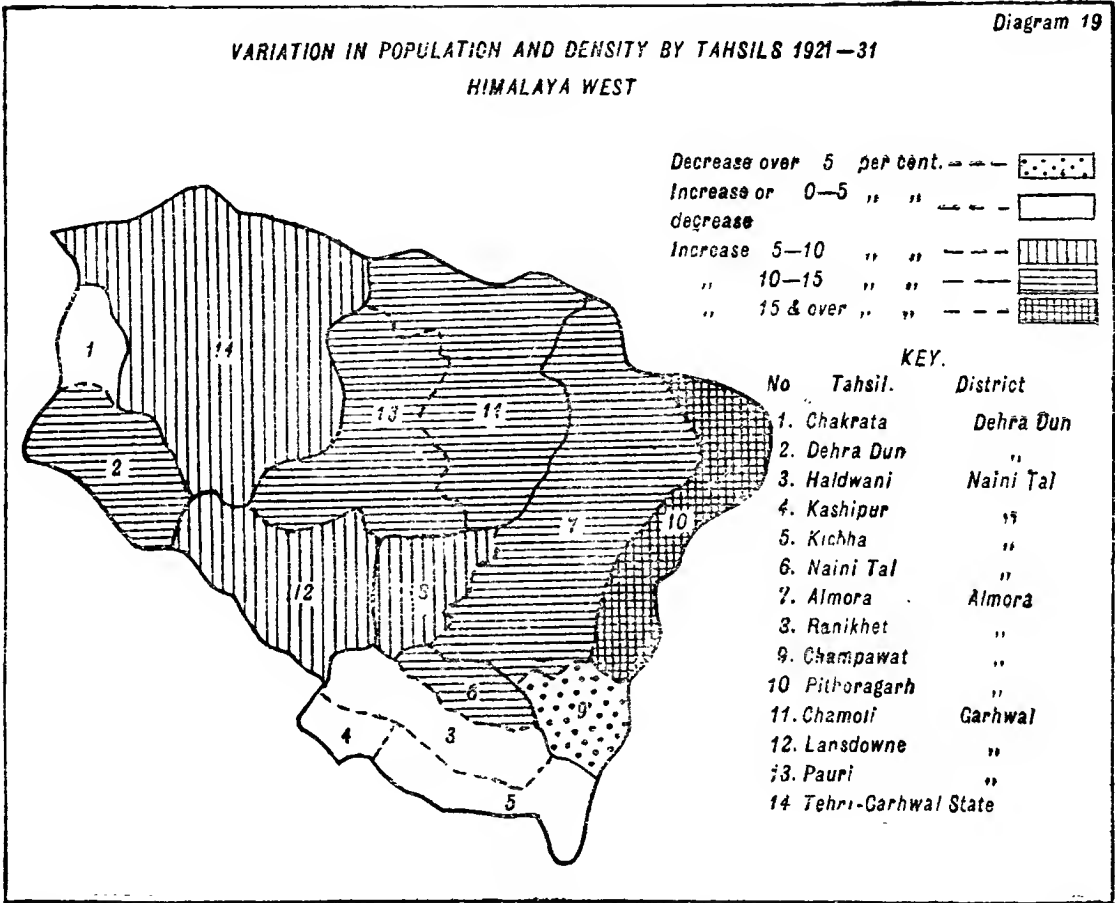 Diagram 19
VARIATION IN POPULATION AND DENSITY BY TAHSILS 1921—31
HIMALAYA WEST
Decrease over 5 per cent.
Increase or 0—5 ,, ,,
decrease
Increase 5—10 ,, ,,
,, 10—15 ,, ,,
,, 15 & over ,, ,,
KEY.
No Tahsil. District
1. Chakrata Dehra Dun
2. Dehra Dun ,,
3. Haldwani Naini Tal
4. Kashipur ,,
5. Kichha ,,
6. Naini Tal ,,
7. Almora Almora
8. Ranikhet ,,
9. Champawat ,,
10 Pithoragarh ,,
11. Chamoli Garhwal
12. Lansdowne ,,
13. Pauri ,,
14 Tehri-Garhwal State
1
14
13
11
2
7
10
12
8
6
9
3
4
5